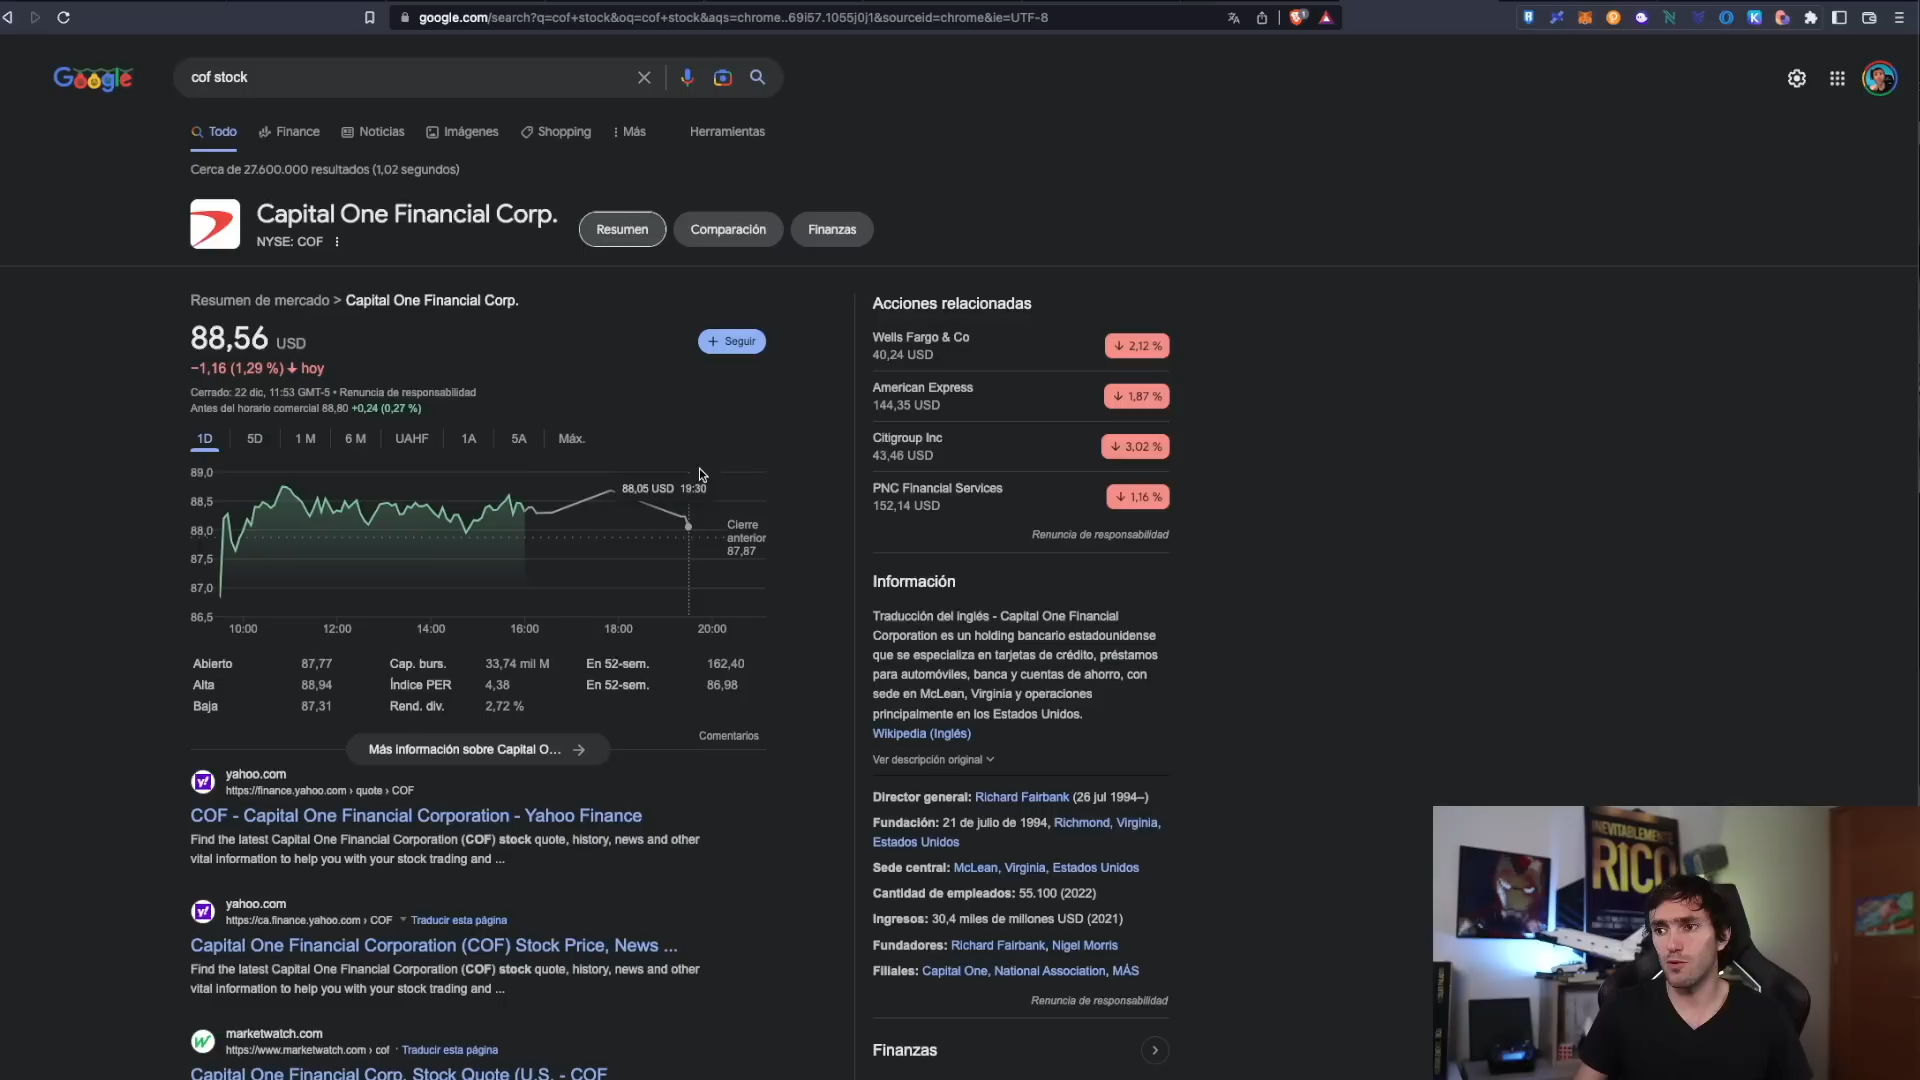 google.com/search?q=cof+stock&oq=cof+stock&aqs=chrome..69i57.1055j0j1&sourceid=chrome&ie=UTF-8
Google
cof stock
Todo
Finance
Noticias
Imágenes
Shopping
Más
Herramientas
Cerca de 27.600.000 resultados (1,02 segundos)
Capital One Financial Corp.
NYSE: COF
Resumen
Comparación
Finanzas
Resumen de mercado > Capital One Financial Corp.
88,56 USD
+ Seguir
−1,16 (1,29 %) hoy
Cerrado: 22 dic, 11:53 GMT-5 • Renuncia de responsabilidad
Antes del horario comercial 88,80 +0,24 (0,27 %)
1D
5D
1 M
6 M
UAHF
1A
5A
Máx.
89,0
88,5
88,0
87,5
87,0
86,5
88,05 USD 19:30
Cierre
anterior
87,87
10:00
12:00
14:00
16:00
18:00
20:00
Abierto 87,77 Cap. burs. 33,74 mil M En 52-sem. 162,40
Alta 88,94 Índice PER 4,38 En 52-sem. 86,98
Baja 87,31 Rend. div. 2,72 %
Comentarios
Más información sobre Capital O...
yahoo.com
https://finance.yahoo.com › quote › COF
COF - Capital One Financial Corporation - Yahoo Finance
Find the latest Capital One Financial Corporation (COF) stock quote, history, news and other
vital information to help you with your stock trading and ...
yahoo.com
https://ca.finance.yahoo.com › COF Traducir esta página
Capital One Financial Corporation (COF) Stock Price, News ...
Find the latest Capital One Financial Corporation (COF) stock quote, history, news and other
vital information to help you with your stock trading and ...
marketwatch.com
https://www.marketwatch.com › cof · Traducir esta página
Capital One Financial Corp. Stock Quote (U.S. - COF
Acciones relacionadas
Wells Fargo & Co
40,24 USD
2,12 %
American Express
144,35 USD
1,87 %
Citigroup Inc
43,46 USD
3,02 %
PNC Financial Services
152,14 USD
1,16 %
Renuncia de responsabilidad
Información
Traducción del inglés - Capital One Financial
Corporation es un holding bancario estadounidense
que se especializa en tarjetas de crédito, préstamos
para automóviles, banca y cuentas de ahorro, con
sede en McLean, Virginia y operaciones
principalmente en los Estados Unidos.
Wikipedia (Inglés)
Ver descripción original
Director general: Richard Fairbank (26 jul 1994–)
Fundación: 21 de julio de 1994, Richmond, Virginia,
Estados Unidos
Sede central: McLean, Virginia, Estados Unidos
Cantidad de empleados: 55.100 (2022)
Ingresos: 30,4 miles de millones USD (2021)
Fundadores: Richard Fairbank, Nigel Morris
Filiales: Capital One, National Association, MÁS
Renuncia de responsabilidad
Finanzas
INEVITABLEMENTE
RICO